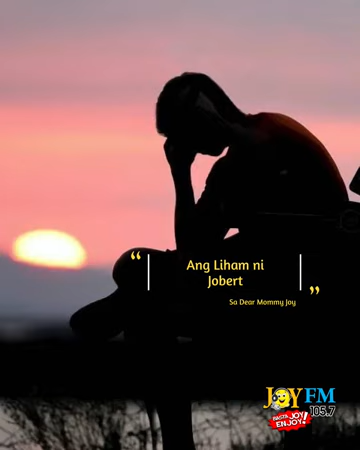 “
Ang Liham ni
Jobert
”
Sa Dear Mommy Joy
JOY FM
BASTA JOY
ENJOY!
105.7